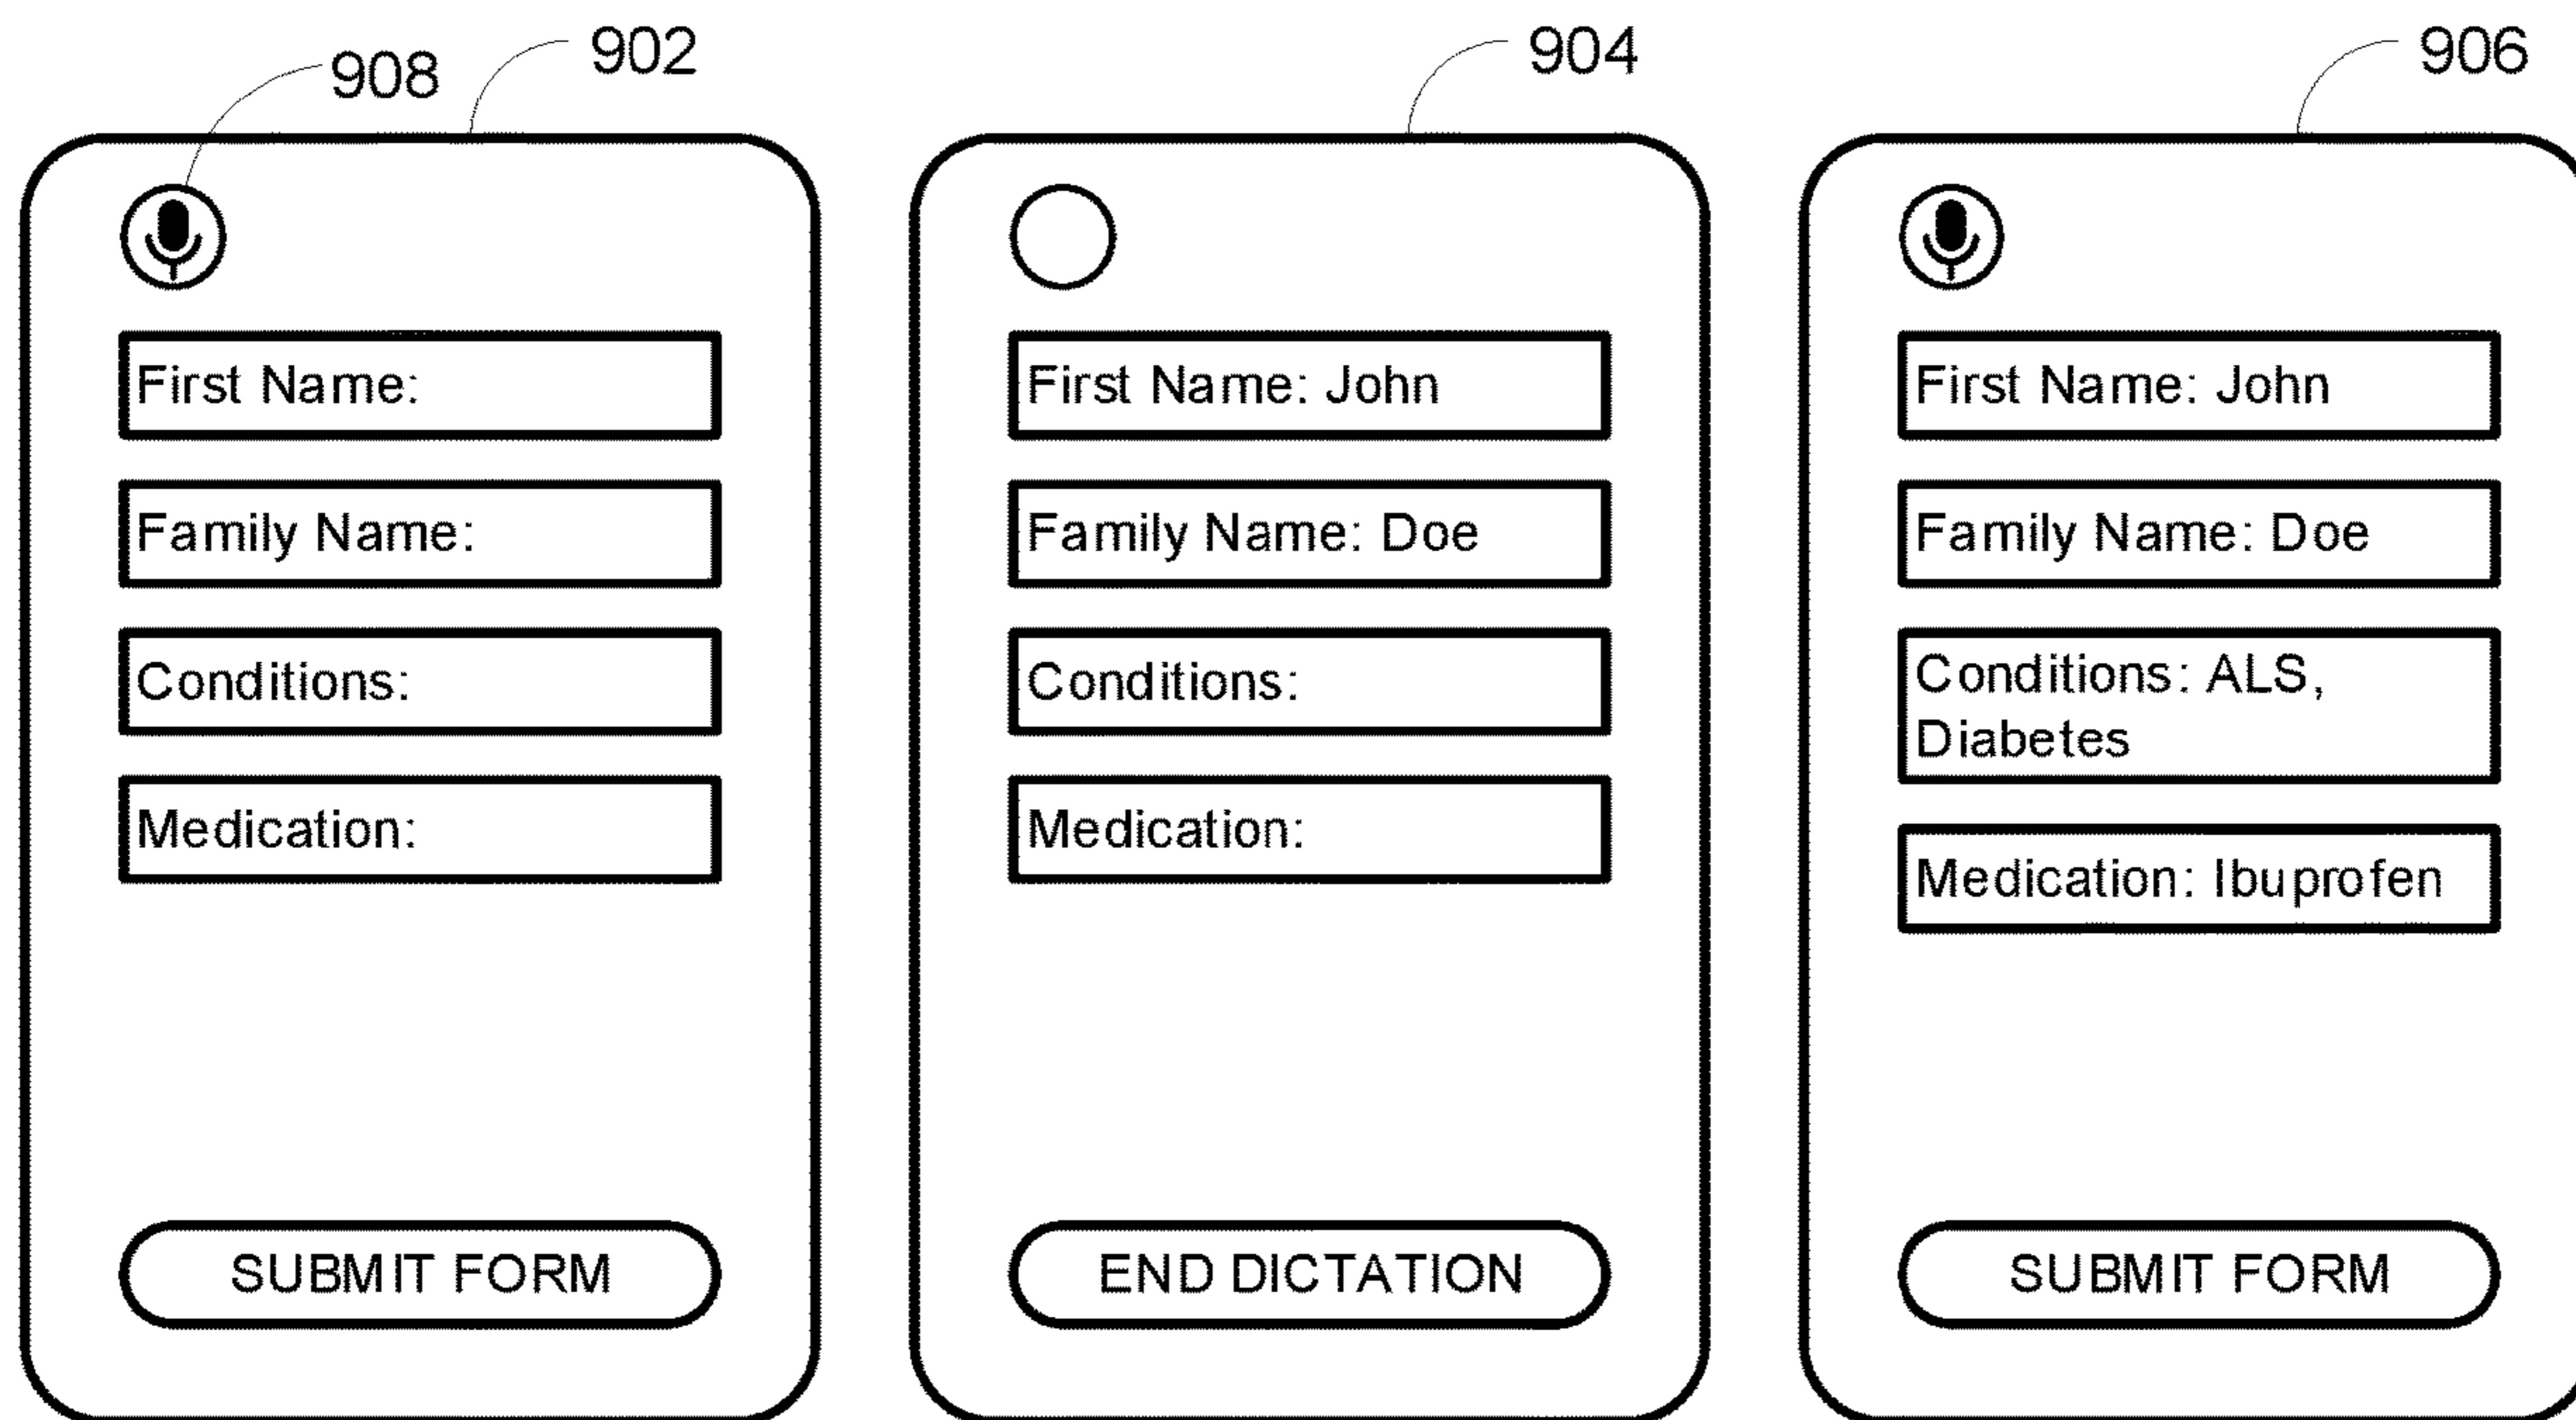 908
902
First Name:
Family Name:
Conditions:
Medication:
SUBMIT FORM
904
First Name: John
Family Name: Doe
Conditions:
Medication:
END DICTATION
906
First Name: John
Family Name: Doe
Conditions: ALS,
Diabetes
Medication: Ibuprofen
SUBMIT FORM